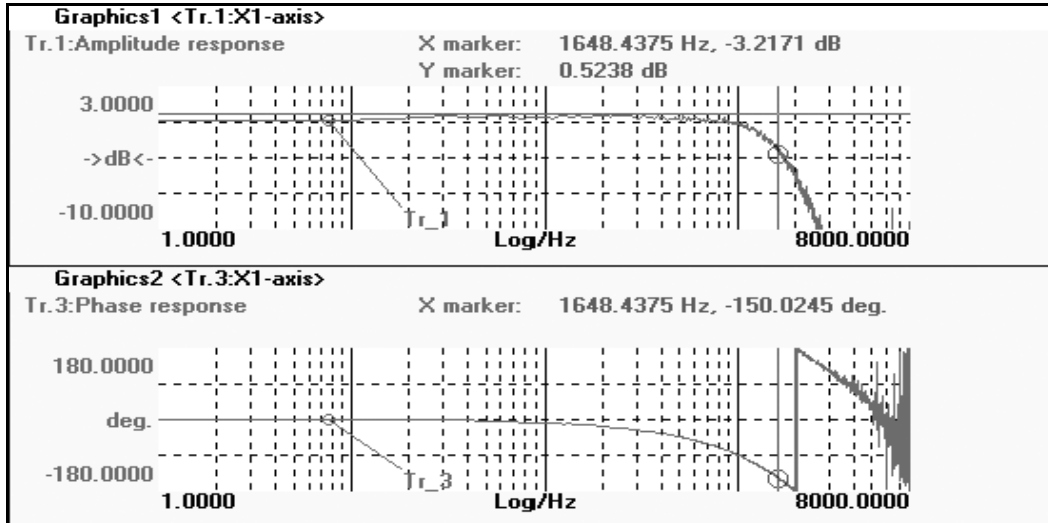 Graphics1 <Tr.1:X1-axis>
Tr.1:Amplitude response X marker: 1648.4375 Hz, -3.2171 dB
Y marker: 0.5238 dB
3.0000
->dB<-
-10.0000
Tr_1
1.0000 Log/Hz 8000.0000
Graphics2 <Tr.3:X1-axis>
Tr.3:Phase response X marker: 1648.4375 Hz, -150.0245 deg.
180.0000
deg.
-180.0000
Tr_3
1.0000 Log/Hz 8000.0000